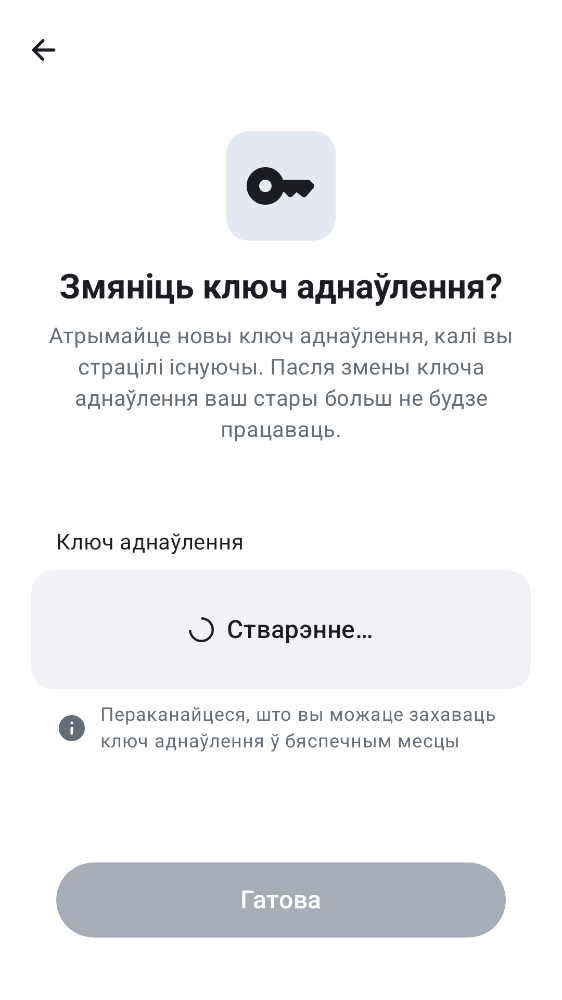 Змяніць ключ аднаўлення?
Атрымайце новы ключ аднаўлення, калі вы
страцілі існуючы. Пасля змены ключа
аднаўлення ваш стары больш не будзе
працаваць.
Ключ аднаўлення
Стварэнне…
Пераканайцеся, што вы можаце захаваць
ключ аднаўлення ў бяспечным месцы
Гатова